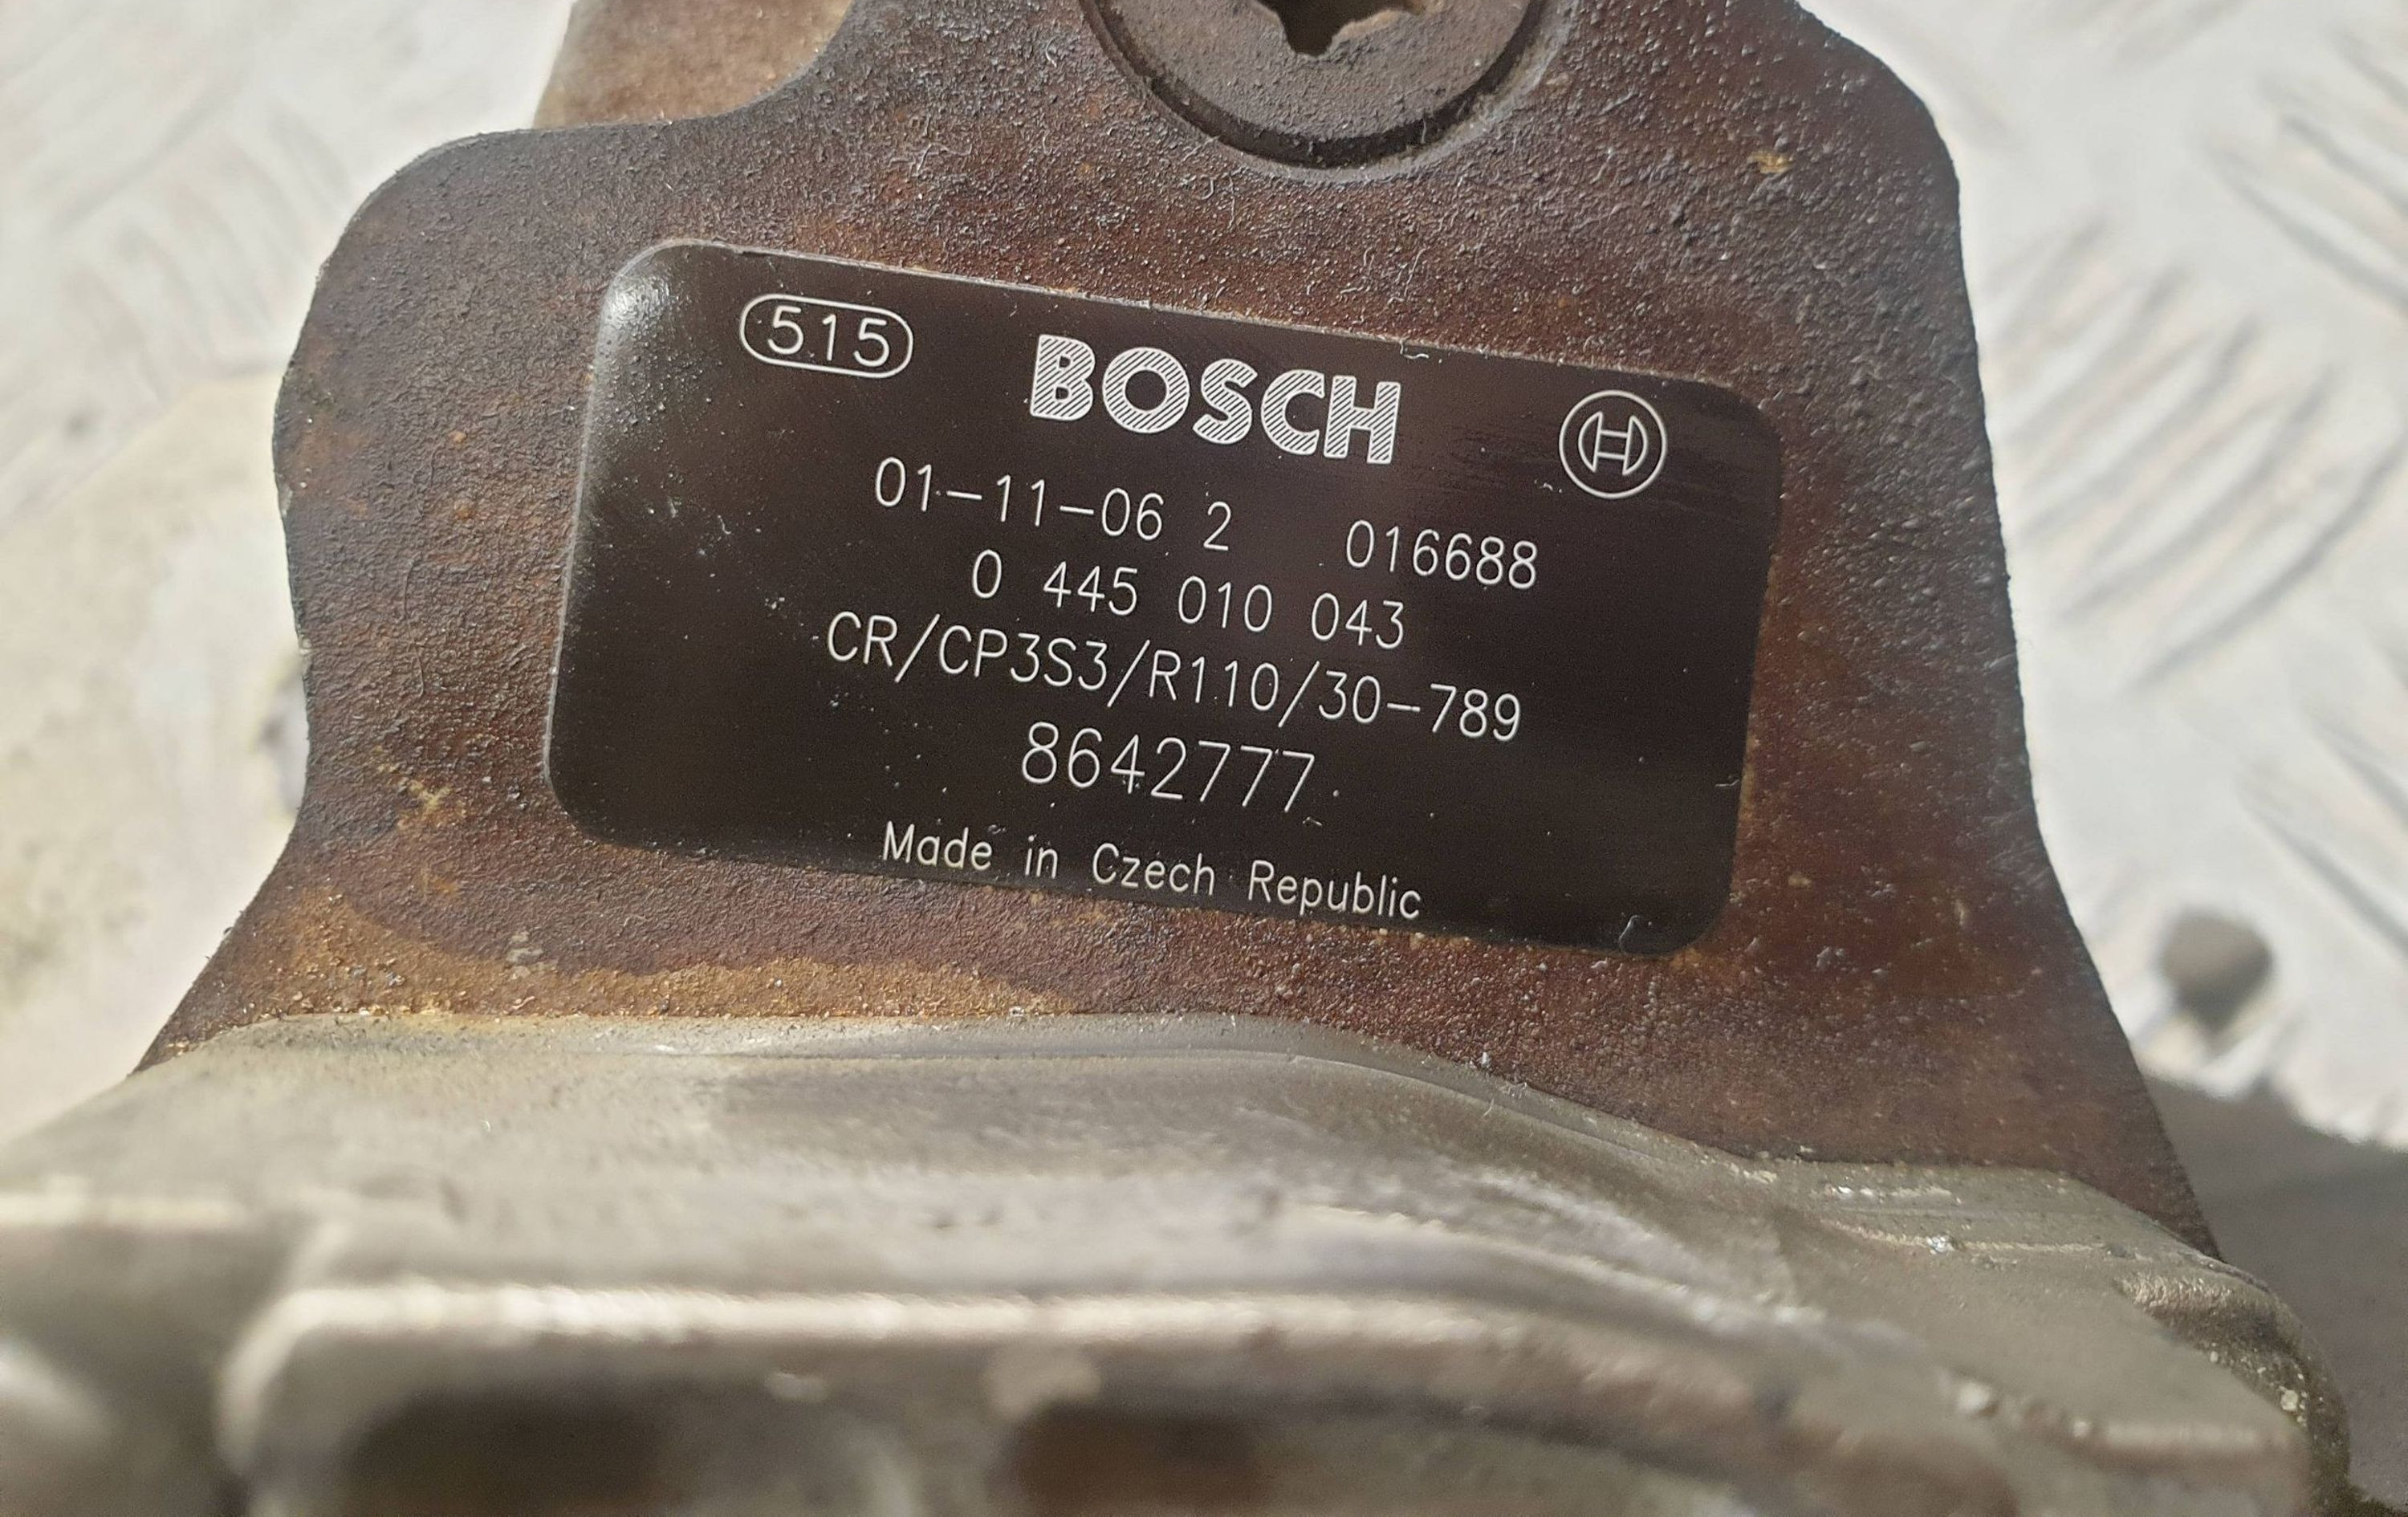 515 BOSCH
01-11-06 2 016688
0 445 010 043
CR/CP3S3/R110/30-789
8642777
Made in Czech Republic